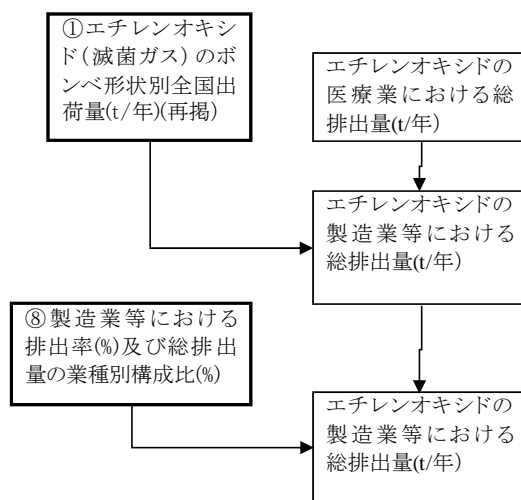 ①エチレンオキシ
ド(滅菌ガス)のボ
ンベ形状別全国出
荷量(t/年)(再掲)
エチレンオキシドの
医療業における総
排出量(t/年)
エチレンオキシドの
製造業等における
総排出量(t/年)
⑧製造業等における
排出率(%)及び総排出
量の業種別構成比(%)
エチレンオキシドの
製造業等における
総排出量(t/年)